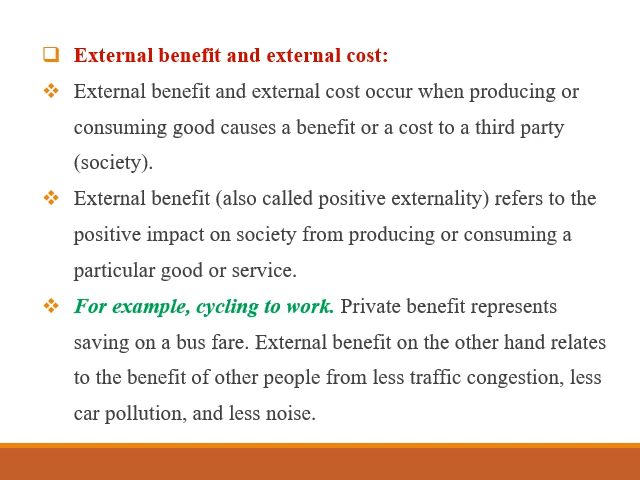 ❑ External benefit and external cost:
❖ External benefit and external cost occur when producing or
consuming good causes a benefit or a cost to a third party
(society).
❖ External benefit (also called positive externality) refers to the
positive impact on society from producing or consuming a
particular good or service.
❖ For example, cycling to work. Private benefit represents
saving on a bus fare. External benefit on the other hand relates
to the benefit of other people from less traffic congestion, less
car pollution, and less noise.